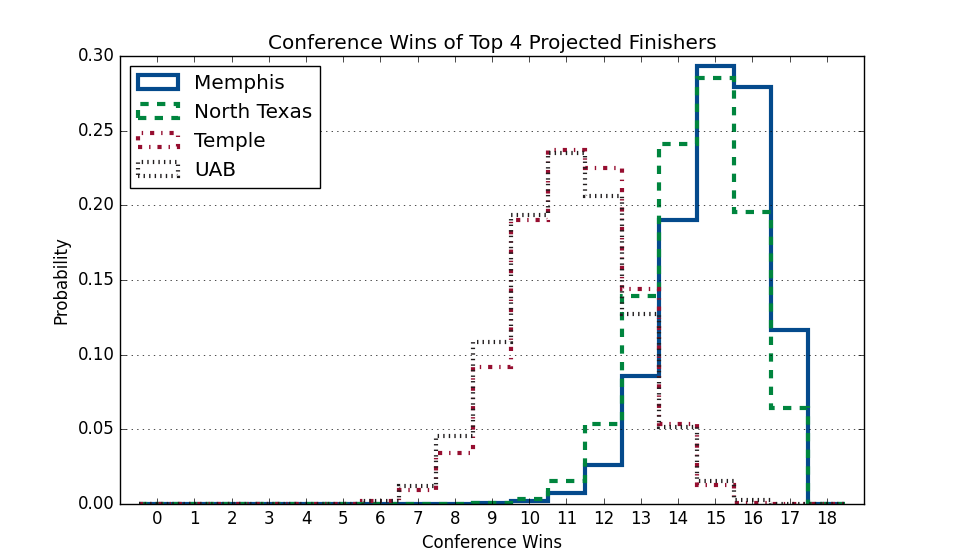 Conference Wins of Top 4 Projected Finishers
0.30
0.25
0.20
0.15
0.10
0.05
0.00
Probability
Memphis
North Texas
Temple
UAB
0 1 2 3 4 5 6 7 8 9 10 11 12 13 14 15 16 17 18
Conference Wins